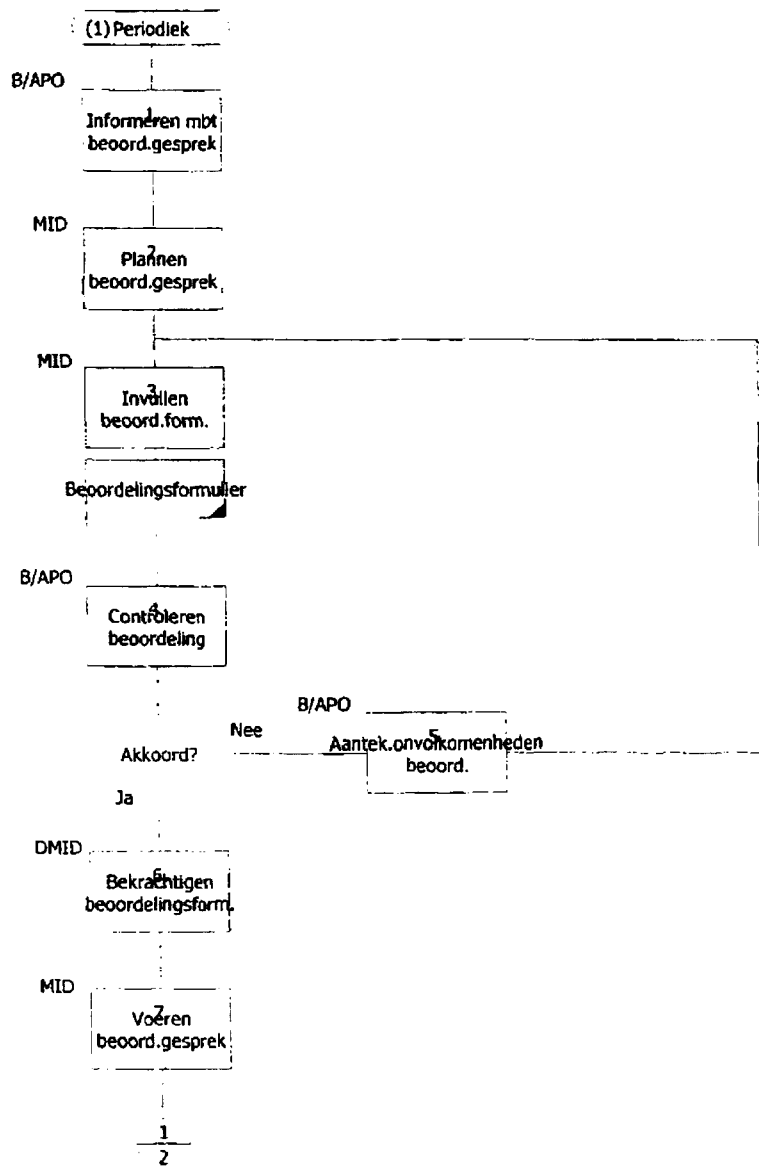 (1) Periodiek
B/APO
1
Informeren mbt
beoord.gesprek
MID
2
Plannen
beoord.gesprek
MID
3
Invullen
beoord.form.
Beoordelingsformulier
B/APO
4
Controleren
beoordeling
B/APO
Nee
5
Aantek.onvolkomenheden
beoord.
Akkoord?
Ja
DMID
6
Bekrachtigen
beoordelingsform.
MID
7
Voeren
beoord.gesprek
1
2